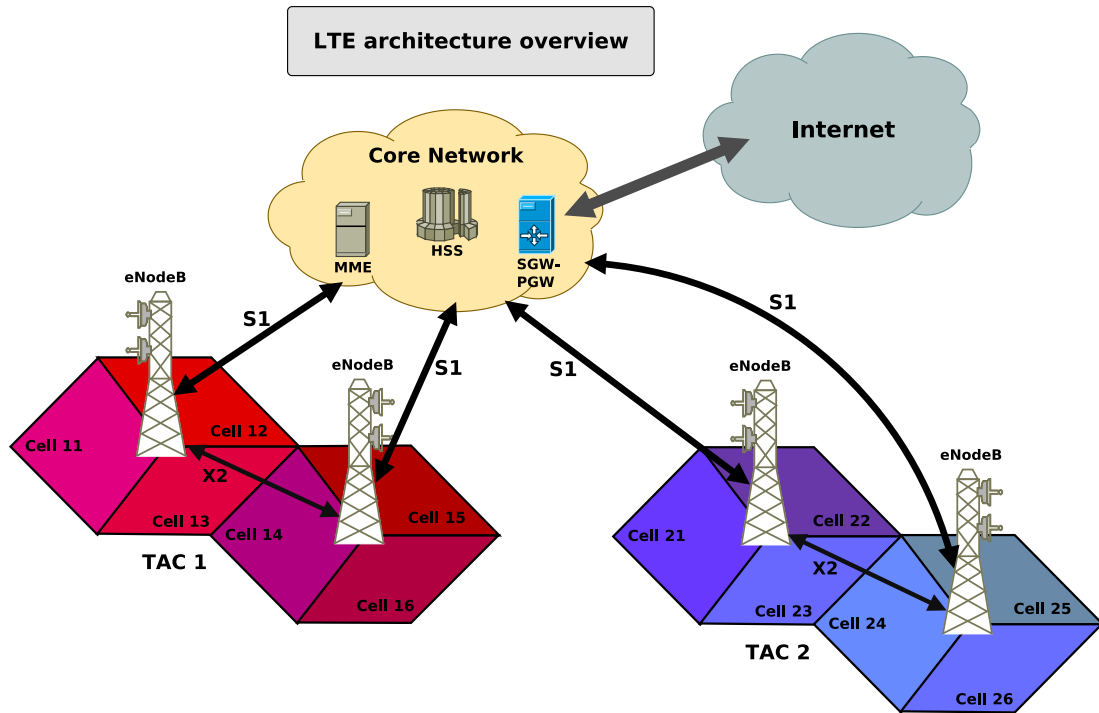 LTE architecture overview
Internet
Core Network
MME
HSS
SGW-
PGW
eNodeB
S1
Cell 11
Cell 12
Cell 13
X2
TAC 1
eNodeB
S1
Cell 14
Cell 15
Cell 16
S1
eNodeB
Cell 21
Cell 22
Cell 23
X2
TAC 2
S1
eNodeB
Cell 24
Cell 25
Cell 26